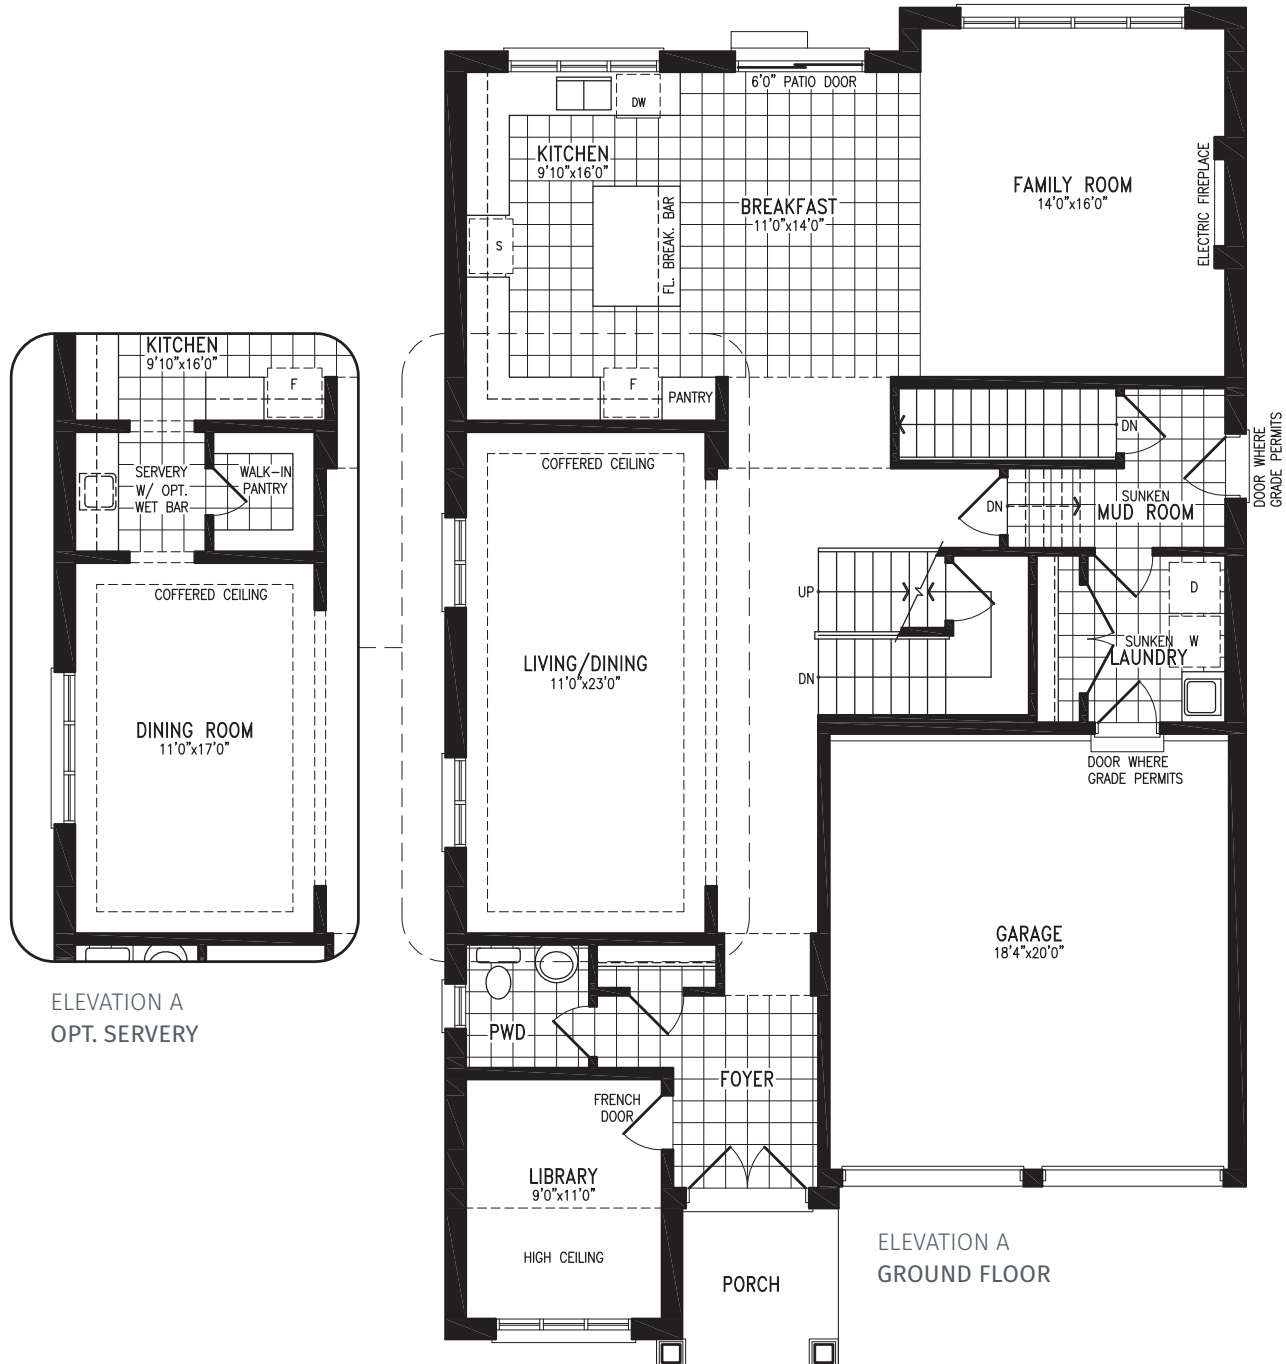 6'0" PATIO DOOR
DW
KITCHEN
9'10"x16'0"
S
FL. BREAK. BAR
BREAKFAST
11'0"x14'0"
FAMILY ROOM
14'0"x16'0"
ELECTRIC FIREPLACE
F
PANTRY
DN
DOOR WHERE
GRADE PERMITS
DN
SUNKEN
MUD ROOM
COFFERED CEILING
UP
DN
D
W
SUNKEN
LAUNDRY
LIVING/DINING
11'0"x23'0"
DOOR WHERE
GRADE PERMITS
GARAGE
18'4"x20'0"
PWD
FOYER
FRENCH
DOOR
LIBRARY
9'0"x11'0"
HIGH CEILING
PORCH
ELEVATION A
GROUND FLOOR
KITCHEN
9'10"x16'0"
F
SERVERY
W/ OPT.
WET BAR
WALK-IN
PANTRY
COFFERED CEILING
DINING ROOM
11'0"x17'0"
ELEVATION A
OPT. SERVERY